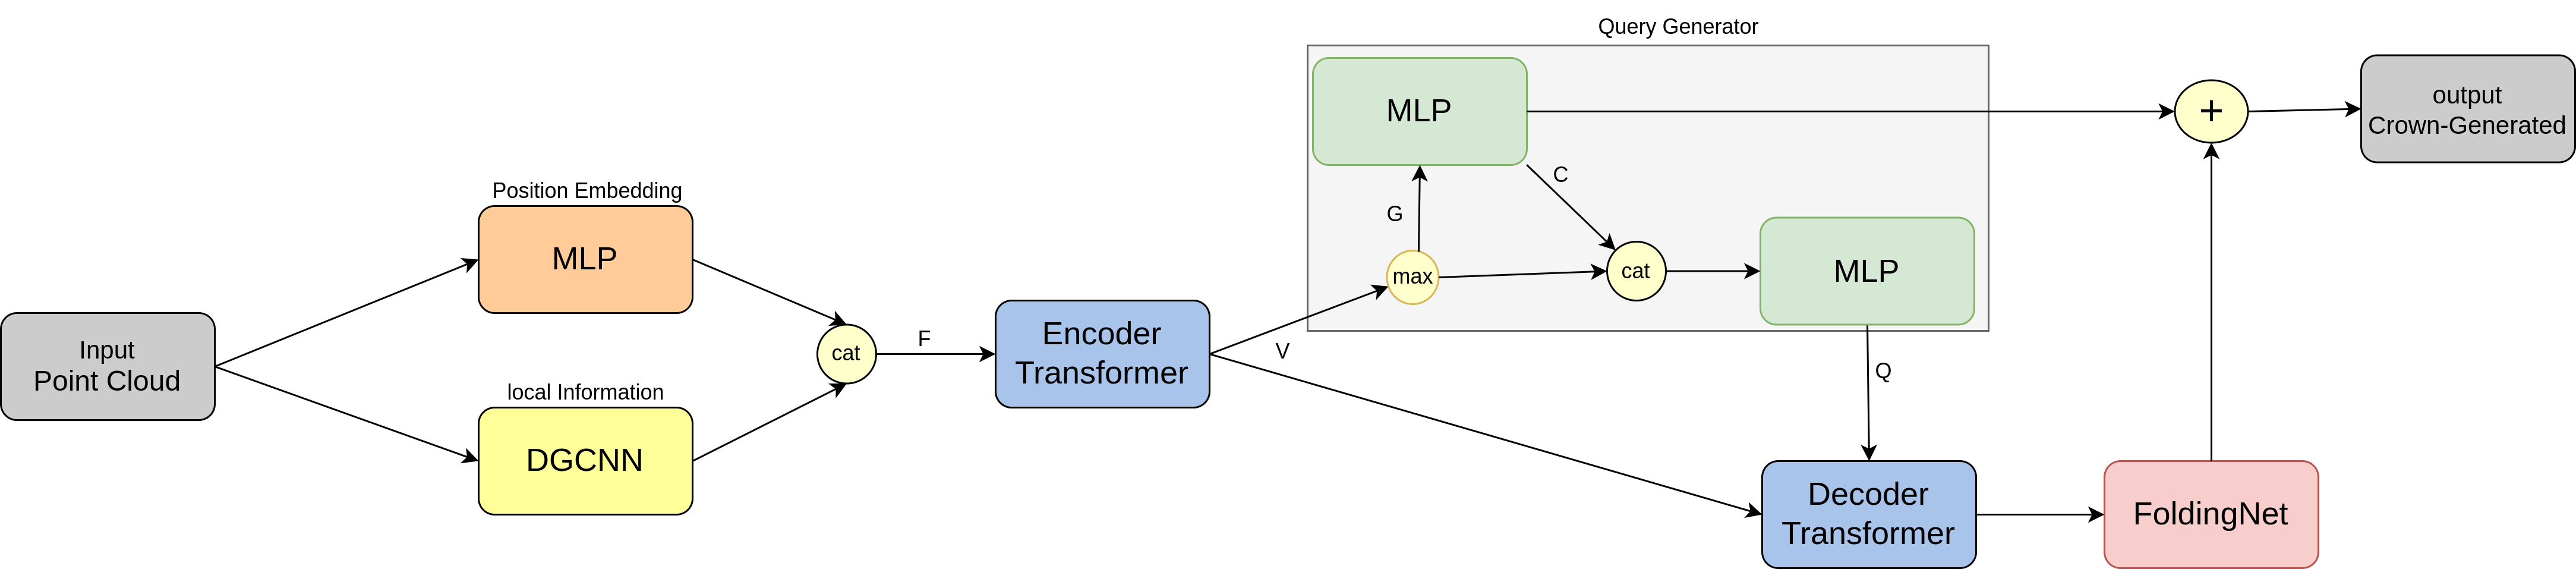 Query Generator
MLP
+
output
Crown-Generated
C
Position Embedding
G
MLP
max
cat
MLP
Input
Point Cloud
cat
F
Encoder
Transformer
V
Q
local Information
DGCNN
Decoder
Transformer
FoldingNet